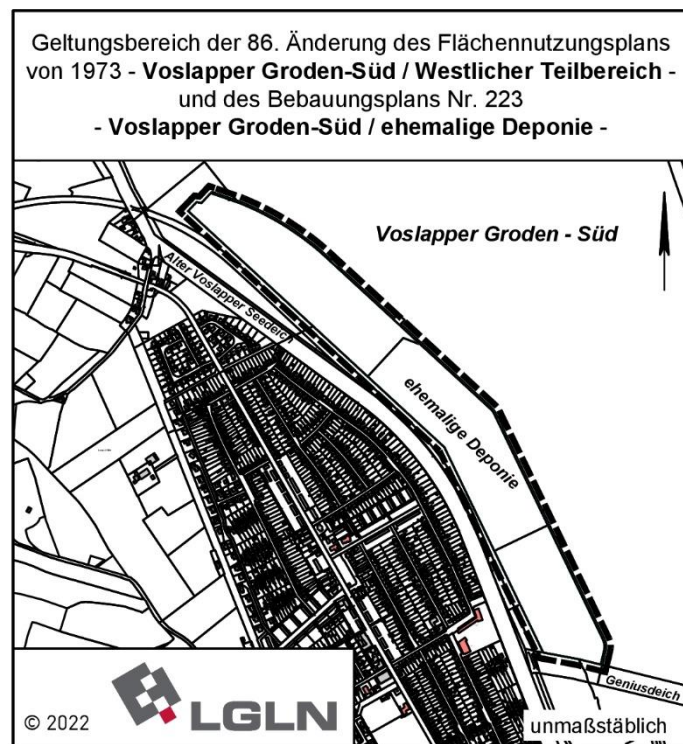 Geltungsbereich der 86. Änderung des Flächennutzungsplans
von 1973 - Voslapper Groden-Süd / Westlicher Teilbereich -
und des Bebauungsplans Nr. 223
- Voslapper Groden-Süd / ehemalige Deponie -
Voslapper Groden - Süd
Alter Voslapper Seedeich
ehemalige Deponie
Geniusdeich
© 2022
LGLN
unmaßstäblich